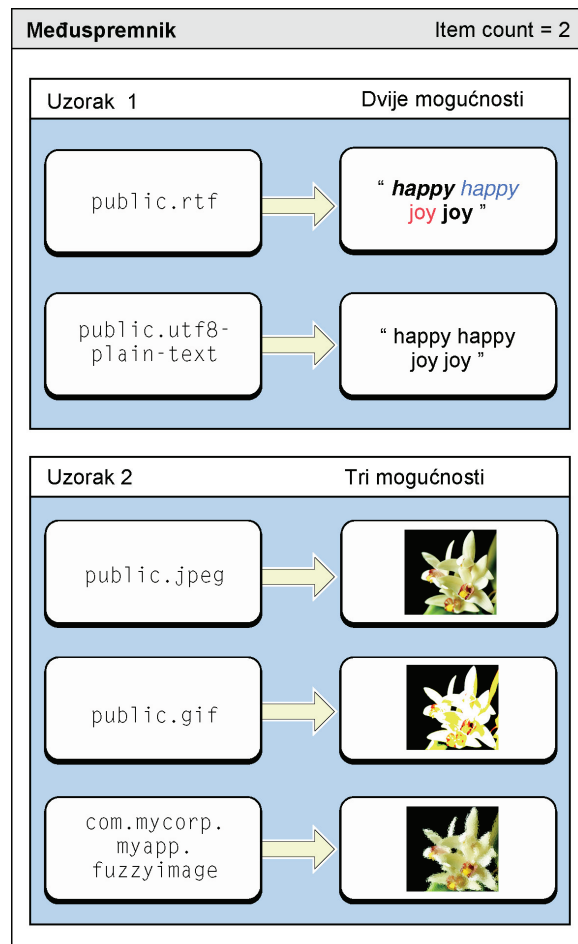 Međuspremnik Item count = 2
Uzorak 1 Dvije mogućnosti
public.rtf
“ happy happy
joy joy ”
public.utf8-
plain-text
“ happy happy
joy joy ”
Uzorak 2 Tri mogućnosti
public.jpeg
public.gif
com.mycorp.
myapp.
fuzzyimage